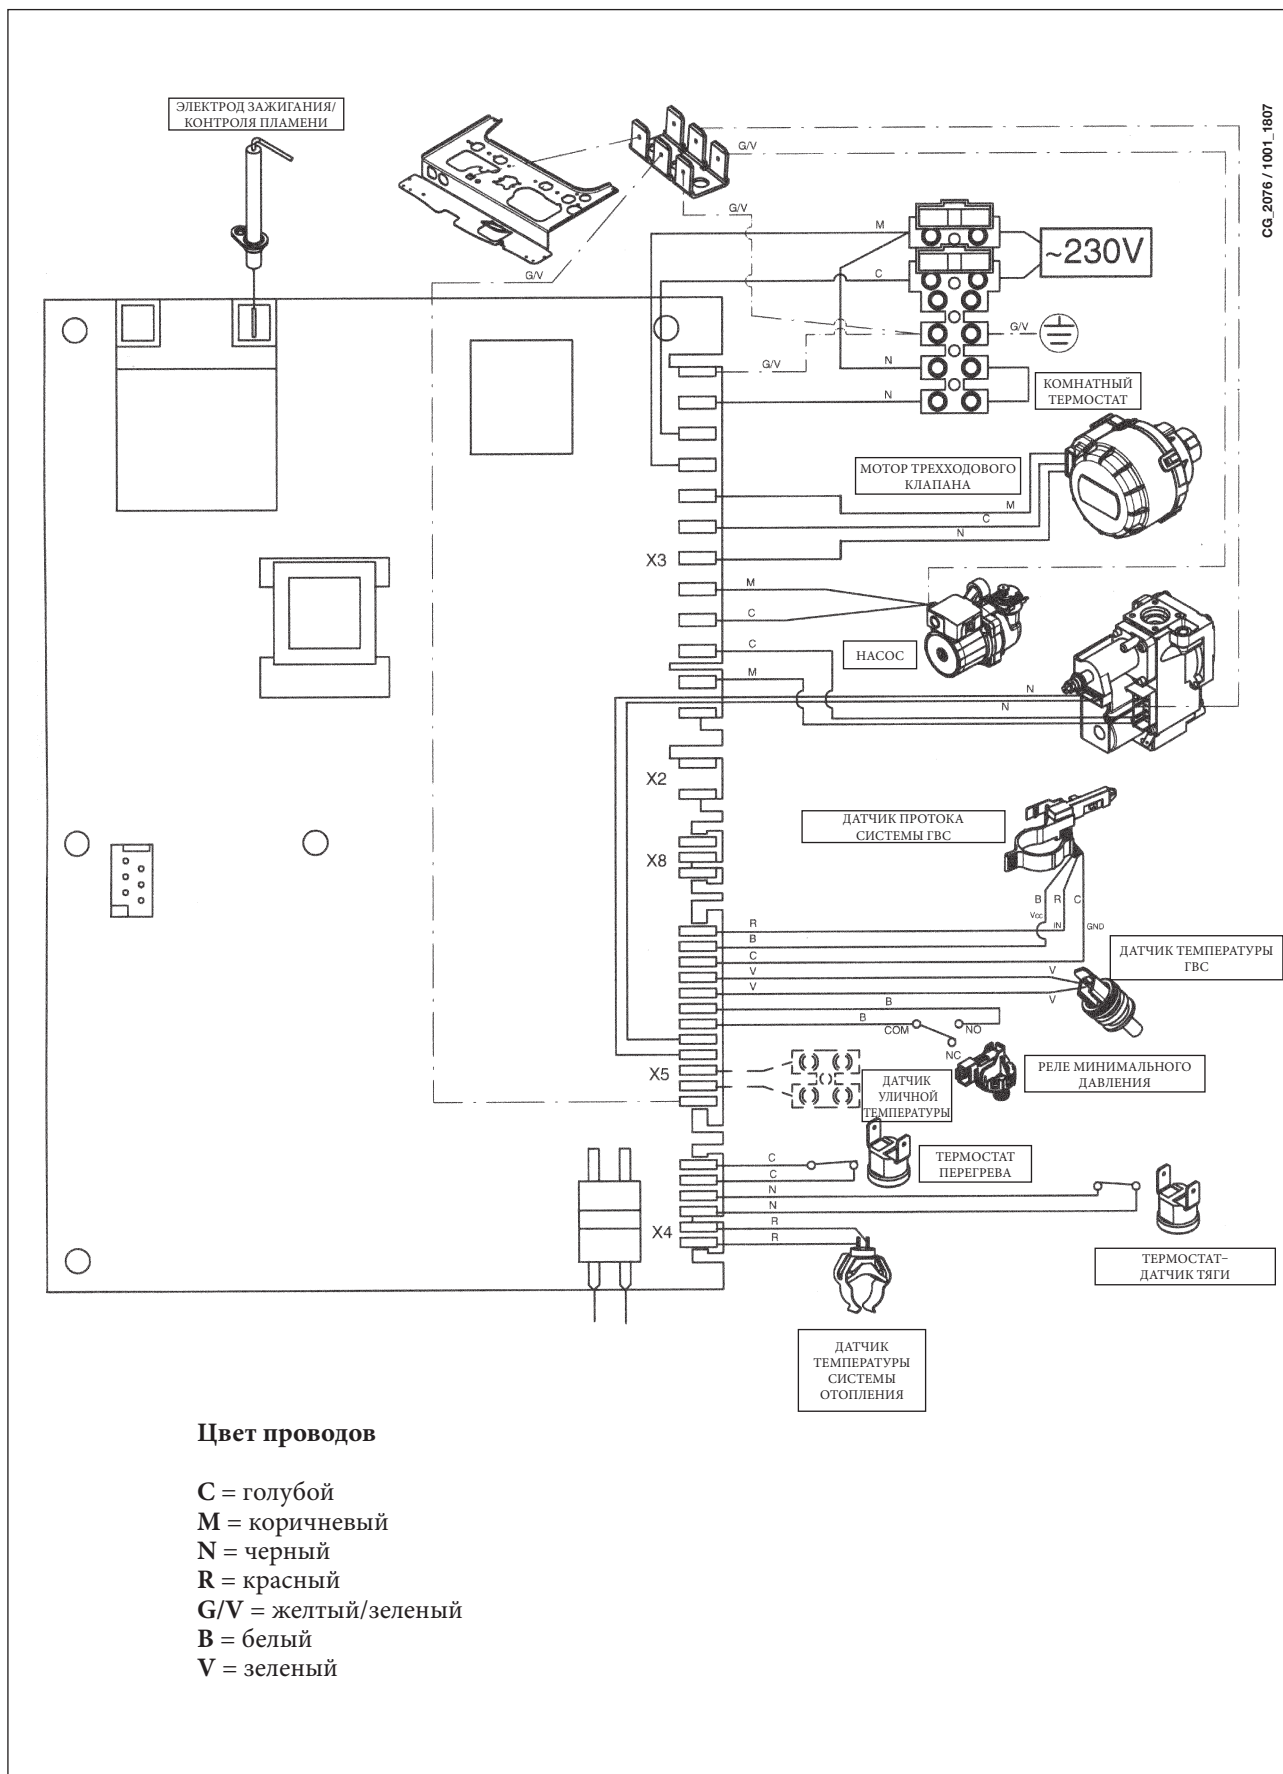 CG_2076 / 1001_1807
ЭЛЕКТРОД ЗАЖИГАНИЯ/
КОНТРОЛЯ ПЛАМЕНИ
G/V
G/V
G/V
M
~230V
C
G/V
G/V
N
N
КОМНАТНЫЙ
ТЕРМОСТАТ
МОТОР ТРЕХХОДОВОГО
КЛАПАНА
M
C
N
X3
M
C
НАСОС
C
M
N
N
X2
ДАТЧИК ПРОТОКА
СИСТЕМЫ ГВС
X8
B R C
Vcc
IN
GND
R
B
C
V
V
V
V
ДАТЧИК ТЕМПЕРАТУРЫ
ГВС
B
B
COM
NO
NC
РЕЛЕ МИНИМАЛЬНОГО
ДАВЛЕНИЯ
X5
ДАТЧИК
УЛИЧНОЙ
ТЕМПЕРАТУРЫ
C
C
ТЕРМОСТАТ
ПЕРЕГРЕВА
N
N
X4
R
R
ТЕРМОСТАТ–
ДАТЧИК ТЯГИ
ДАТЧИК
ТЕМПЕРАТУРЫ
СИСТЕМЫ
ОТОПЛЕНИЯ
Цвет проводов
C = голубой
M = коричневый
N = черный
R = красный
G/V = желтый/зеленый
B = белый
V = зеленый